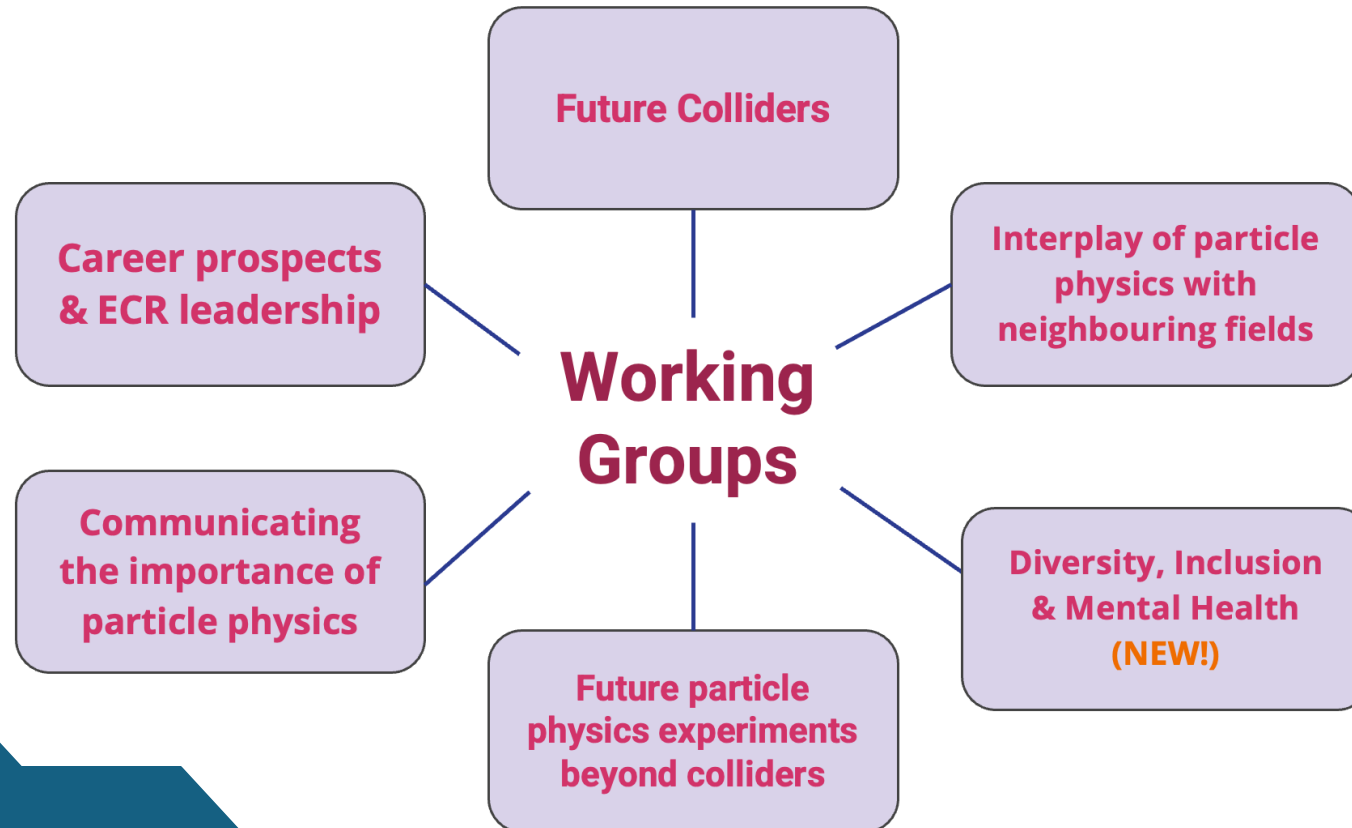 Future Colliders
Career prospects
& ECR leadership
Interplay of particle
physics with
neighbouring fields
Working
Groups
Communicating
the importance of
particle physics
Diversity, Inclusion
& Mental Health
(NEW!)
Future particle
physics experiments
beyond colliders